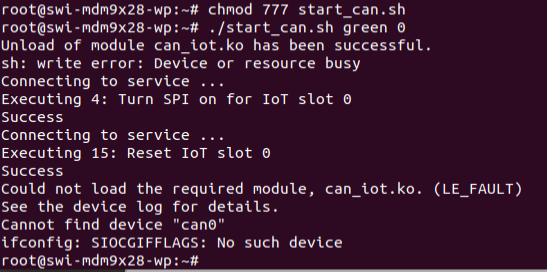 root@swi-mdm9x28-wp:~# chmod 777 start_can.sh
root@swi-mdm9x28-wp:~# ./start_can.sh green 0
Unload of module can_iot.ko has been successful.
sh: write error: Device or resource busy
Connecting to service ...
Executing 4: Turn SPI on for IoT slot 0
Success
Connecting to service ...
Executing 15: Reset IoT slot 0
Success
Could not load the required module, can_iot.ko. (LE_FAULT)
See the device log for details.
Cannot find device "can0"
ifconfig: SIOCGIFFLAGS: No such device
root@swi-mdm9x28-wp:~#